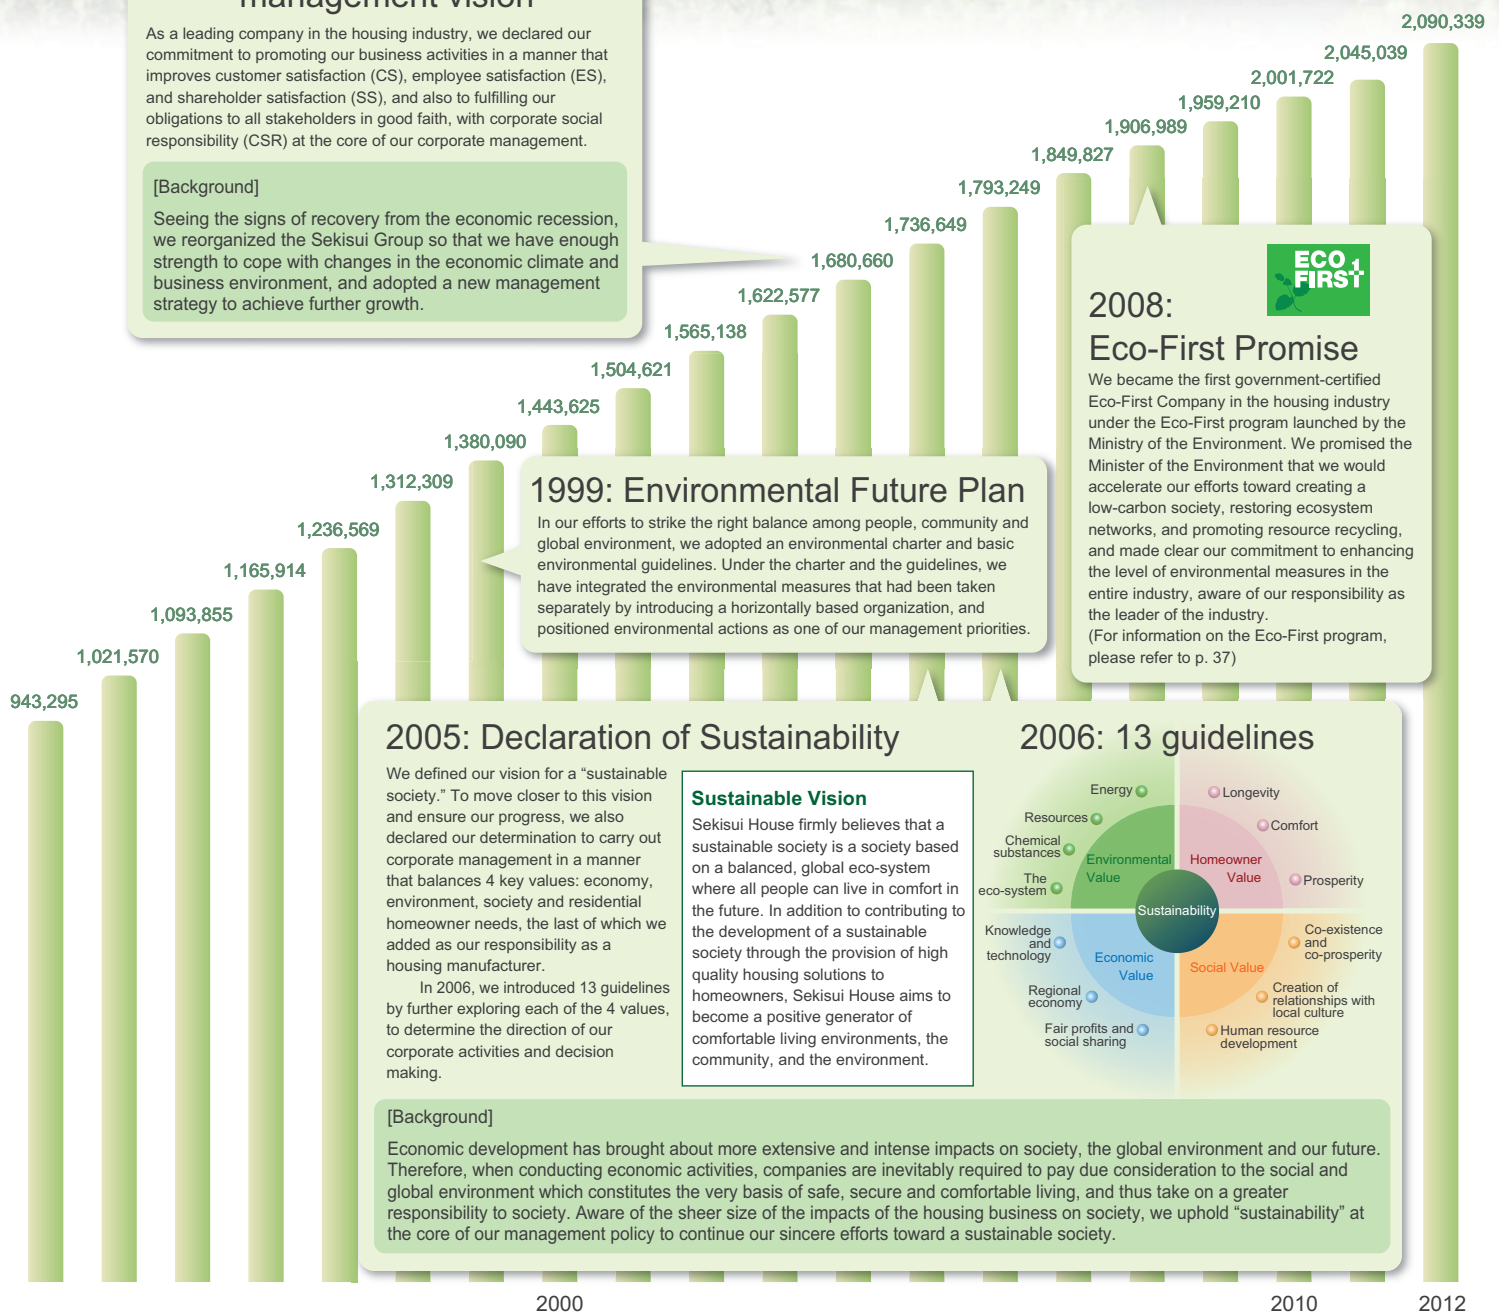 management vision
As a leading company in the housing industry, we declared our
commitment to promoting our business activities in a manner that
improves customer satisfaction (CS), employee satisfaction (ES),
and shareholder satisfaction (SS), and also to fulfilling our
obligations to all stakeholders in good faith, with corporate social
responsibility (CSR) at the core of our corporate management.
[Background]
Seeing the signs of recovery from the economic recession,
we reorganized the Sekisui Group so that we have enough
strength to cope with changes in the economic climate and
business environment, and adopted a new management
strategy to achieve further growth.
943,295
1,021,570
1,093,855
1,165,914
1,236,569
1,312,309
1,380,090
1,443,625
1,504,621
1,565,138
1,622,577
1,680,660
1,736,649
1,793,249
1,849,827
1,906,989
1,959,210
2,001,722
2,045,039
2,090,339
ECO
FIRST
2008:
Eco-First Promise
We became the first government-certified
Eco-First Company in the housing industry
under the Eco-First program launched by the
Ministry of the Environment. We promised the
Minister of the Environment that we would
accelerate our efforts toward creating a
low-carbon society, restoring ecosystem
networks, and promoting resource recycling,
and made clear our commitment to enhancing
the level of environmental measures in the
entire industry, aware of our responsibility as
the leader of the industry.
(For information on the Eco-First program,
please refer to p. 37)
1999: Environmental Future Plan
In our efforts to strike the right balance among people, community and
global environment, we adopted an environmental charter and basic
environmental guidelines. Under the charter and the guidelines, we
have integrated the environmental measures that had been taken
separately by introducing a horizontally based organization, and
positioned environmental actions as one of our management priorities.
2005: Declaration of Sustainability
We defined our vision for a “sustainable
society.” To move closer to this vision
and ensure our progress, we also
declared our determination to carry out
corporate management in a manner
that balances 4 key values: economy,
environment, society and residential
homeowner needs, the last of which we
added as our responsibility as a
housing manufacturer.
In 2006, we introduced 13 guidelines
by further exploring each of the 4 values,
to determine the direction of our
corporate activities and decision
making.
Sustainable Vision
Sekisui House firmly believes that a
sustainable society is a society based
on a balanced, global eco-system
where all people can live in comfort in
the future. In addition to contributing to
the development of a sustainable
society through the provision of high
quality housing solutions to
homeowners, Sekisui House aims to
become a positive generator of
comfortable living environments, the
community, and the environment.
2006: 13 guidelines
Energy
Resources
Chemical
substances
The
eco-system
Environmental
Value
Longevity
Comfort
Prosperity
Homeowner
Value
Sustainability
Knowledge
and
technology
Regional
economy
Fair profits and
social sharing
Economic
Value
Social Value
Co-existence
and
co-prosperity
Creation of
relationships with
local culture
Human resource
development
[Background]
Economic development has brought about more extensive and intense impacts on society, the global environment and our future.
Therefore, when conducting economic activities, companies are inevitably required to pay due consideration to the social and
global environment which constitutes the very basis of safe, secure and comfortable living, and thus take on a greater
responsibility to society. Aware of the sheer size of the impacts of the housing business on society, we uphold “sustainability” at
the core of our management policy to continue our sincere efforts toward a sustainable society.
2000
2010
2012